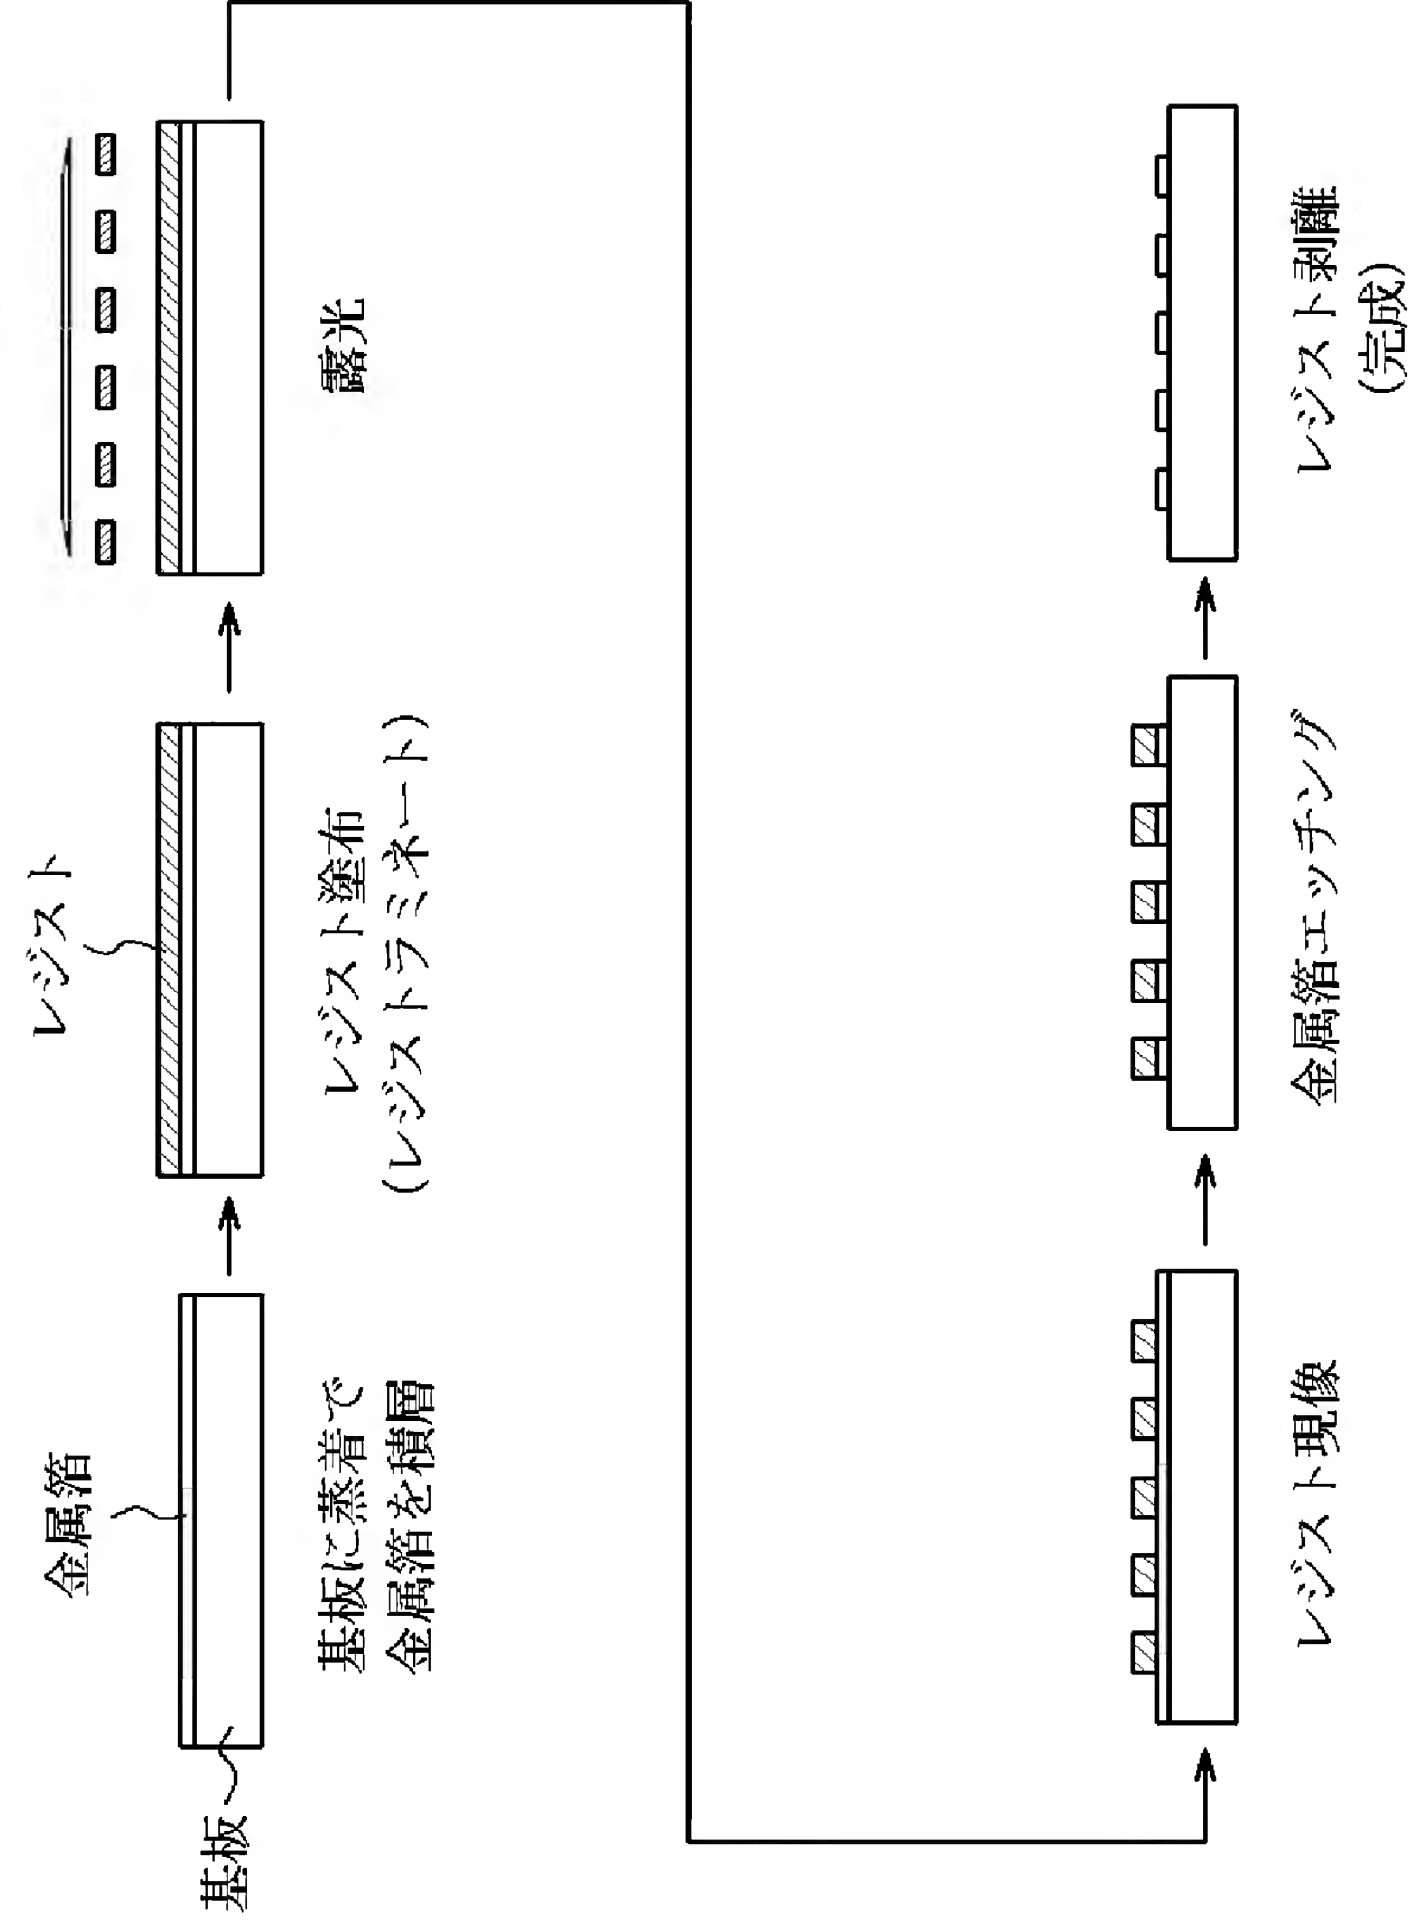 金属箔
基板
基板に蒸着で
金属箔を積層
レジスト
レジスト塗布
(レジストラミネート)
露光
レジスト現像
金属箔エッチング
レジスト剥離
(完成)